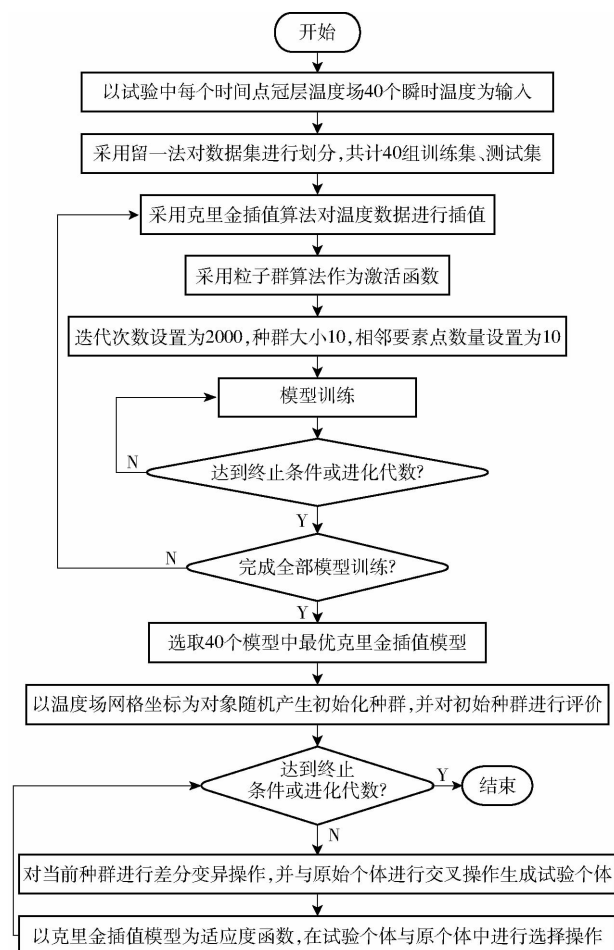 开始
以试验中每个时间点冠层温度场40个瞬时温度为输入
采用留一法对数据集进行划分,共计40组训练集、测试集
采用克里金插值算法对温度数据进行插值
采用粒子群算法作为激活函数
迭代次数设置为2000,种群大小10,相邻要素点数量设置为10
模型训练
N
达到终止条件或进化代数?
Y
N
完成全部模型训练?
Y
选取40个模型中最优克里金插值模型
以温度场网格坐标为对象随机产生初始化种群,并对初始种群进行评价
达到终止
条件或进化代数?
Y
结束
N
对当前种群进行差分变异操作,并与原始个体进行交叉操作生成试验个体
以克里金插值模型为适应度函数,在试验个体与原个体中进行选择操作